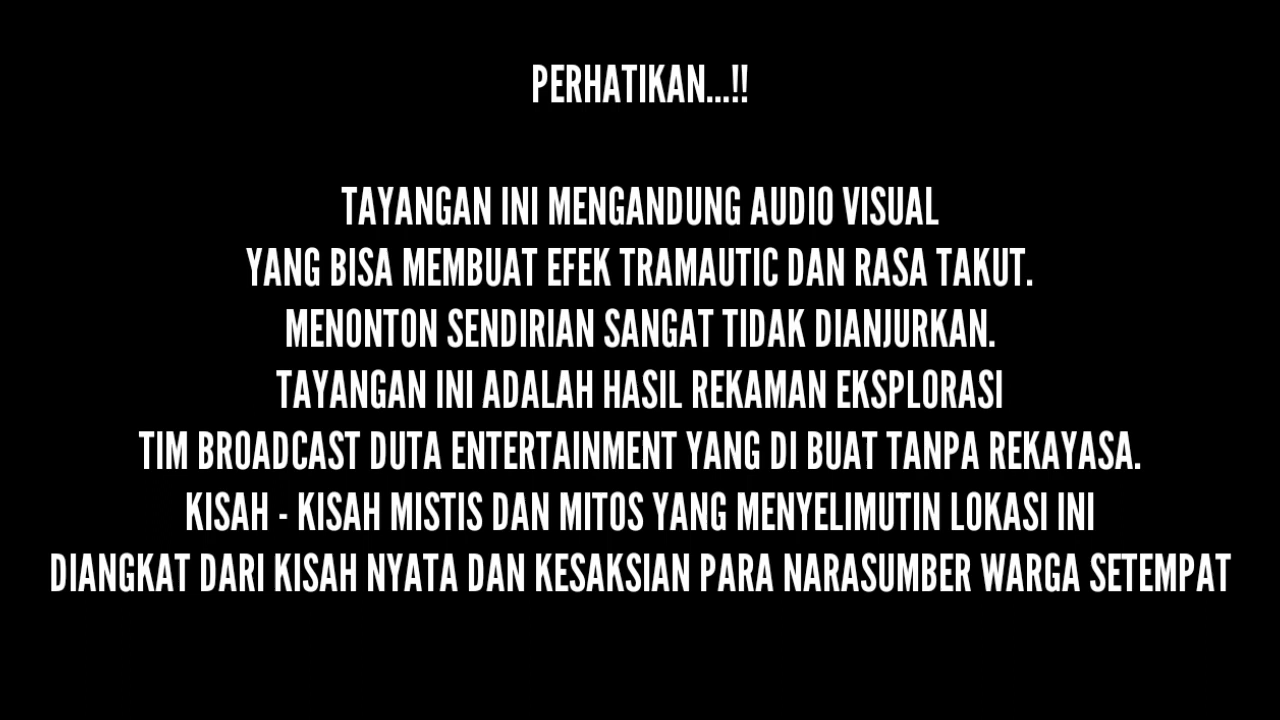 PERHATIKAN...!!
TAYANGAN INI MENGANDUNG AUDIO VISUAL
YANG BISA MEMBUAT EFEK TRAMAUTIC DAN RASA TAKUT.
MENONTON SENDIRIAN SANGAT TIDAK DIANJURKAN.
TAYANGAN INI ADALAH HASIL REKAMAN EKSPLORASI
TIM BROADCAST DUTA ENTERTAINMENT YANG DI BUAT TANPA REKAYASA.
KISAH - KISAH MISTIS DAN MITOS YANG MENYELIMUTIN LOKASI INI
DIANGKAT DARI KISAH NYATA DAN KESAKSIAN PARA NARASUMBER WARGA SETEMPAT